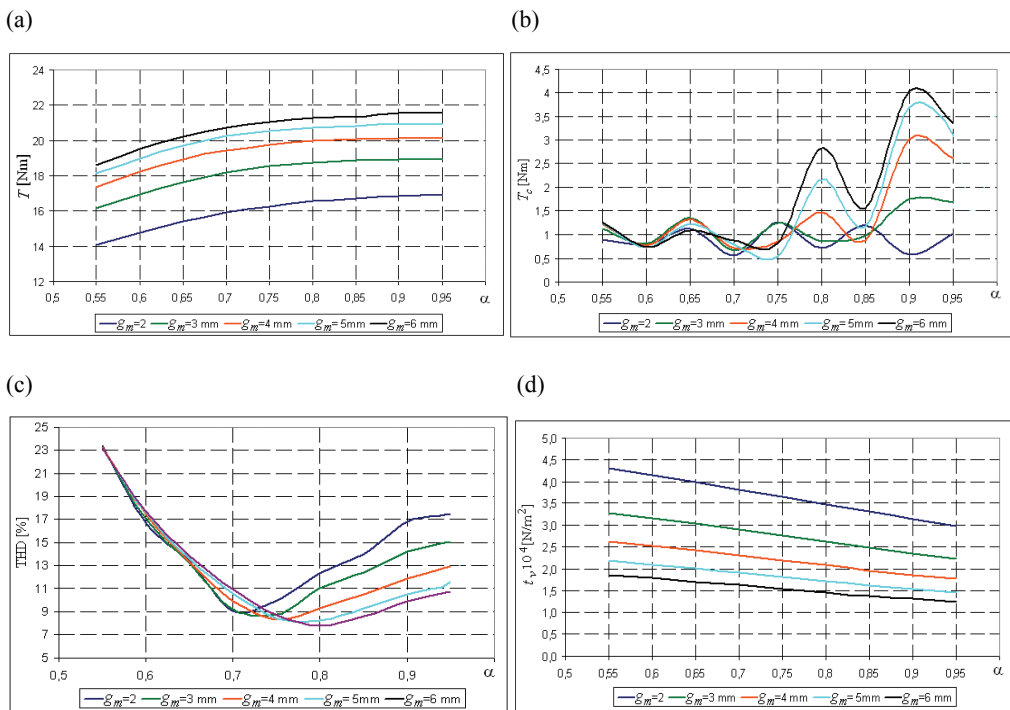 (a)
T [Nm]
24
22
20
18
16
14
12
0,5 0,55 0,6 0,65 0,7 0,75 0,8 0,85 0,9 0,95 α
gm=2 gm=3 mm gm=4 mm gm=5mm gm=6 mm
(b)
Tc [Nm]
4,5
4
3,5
3
2,5
2
1,5
1
0,5
0
0,5 0,55 0,6 0,65 0,7 0,75 0,8 0,85 0,9 0,95 α
gm=2 gm=3 mm gm=4 mm gm= 5mm gm=6 mm
(c)
THD [%]
25
23
21
19
17
15
13
11
9
7
5
0,5 0,6 0,7 0,8 0,9 α
gm=2 gm=3 mm gm=4 mm gm= 5mm gm=6 mm
(d)
tv 10^4 [N/m²]
5,0
4,5
4,0
3,5
3,0
2,5
2,0
1,5
1,0
0,5
0,0
0,5 0,55 0,6 0,65 0,7 0,75 0,8 0,85 0,9 0,95 α
gm=2 gm=3 mm gm=4 mm gm= 5mm gm=6 mm